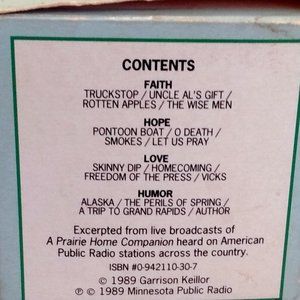 CONTENTS
FAITH
TRUCKSTOP / UNCLE AL'S GIFT /
ROTTEN APPLES / THE WISE MEN
HOPE
PONTOON BOAT / O DEATH /
SMOKES / LET US PRAY
LOVE
SKINNY DIP / HOMECOMING /
FREEDOM OF THE PRESS / VICKS
HUMOR
ALASKA / THE PERILS OF SPRING /
A TRIP TO GRAND RAPIDS / AUTHOR
Excerpted from live broadcasts of
A Prairie Home Companion heard on American
Public Radio stations across the country.
ISBN #0-942110-30-7
© 1989 Garrison Keillor
℗ © 1989 Minnesota Public Radio